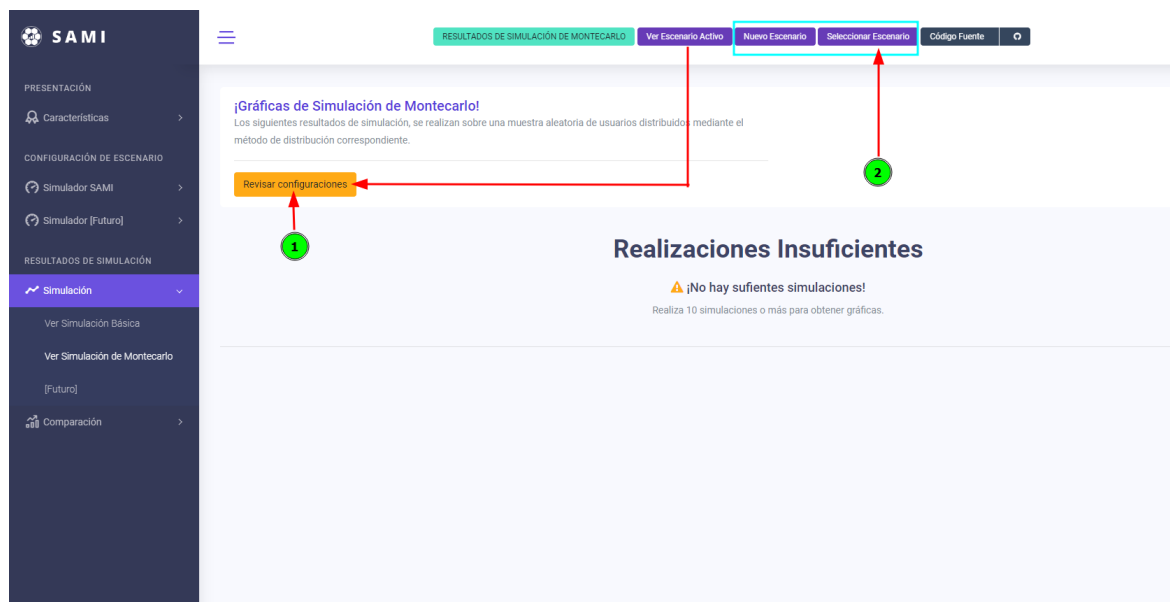 SAMI
RESULTADOS DE SIMULACIÓN DE MONTECARLO
Ver Escenario Activo
Nuevo Escenario
Seleccionar Escenario
Código Fuente
PRESENTACIÓN
Características
CONFIGURACIÓN DE ESCENARIO
Simulador SAMI
Simulador [Futuro]
RESULTADOS DE SIMULACIÓN
Simulación
Ver Simulación Básica
Ver Simulación de Montecarlo
[Futuro]
Comparación
¡Gráficas de Simulación de Montecarlo!
Los siguientes resultados de simulación, se realizan sobre una muestra aleatoria de usuarios distribuidos mediante el
método de distribución correspondiente.
Revisar configuraciones
2
1
Realizaciones Insuficientes
¡No hay sufientes simulaciones!
Realiza 10 simulaciones o más para obtener gráficas.